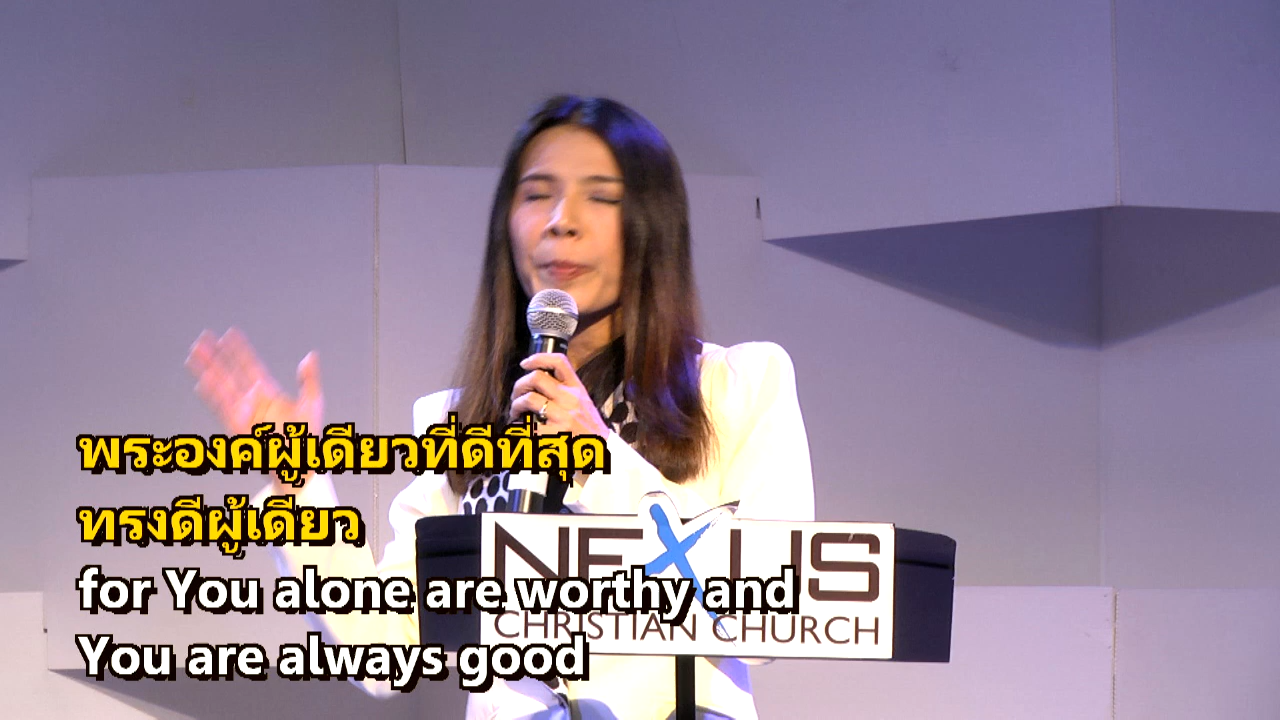 พระองค์ผู้เดียวที่ดีที่สุด
ทรงดีผู้เดียว
for You alone are worthy and
You are always good
NEXUS
CHRISTIAN CHURCH